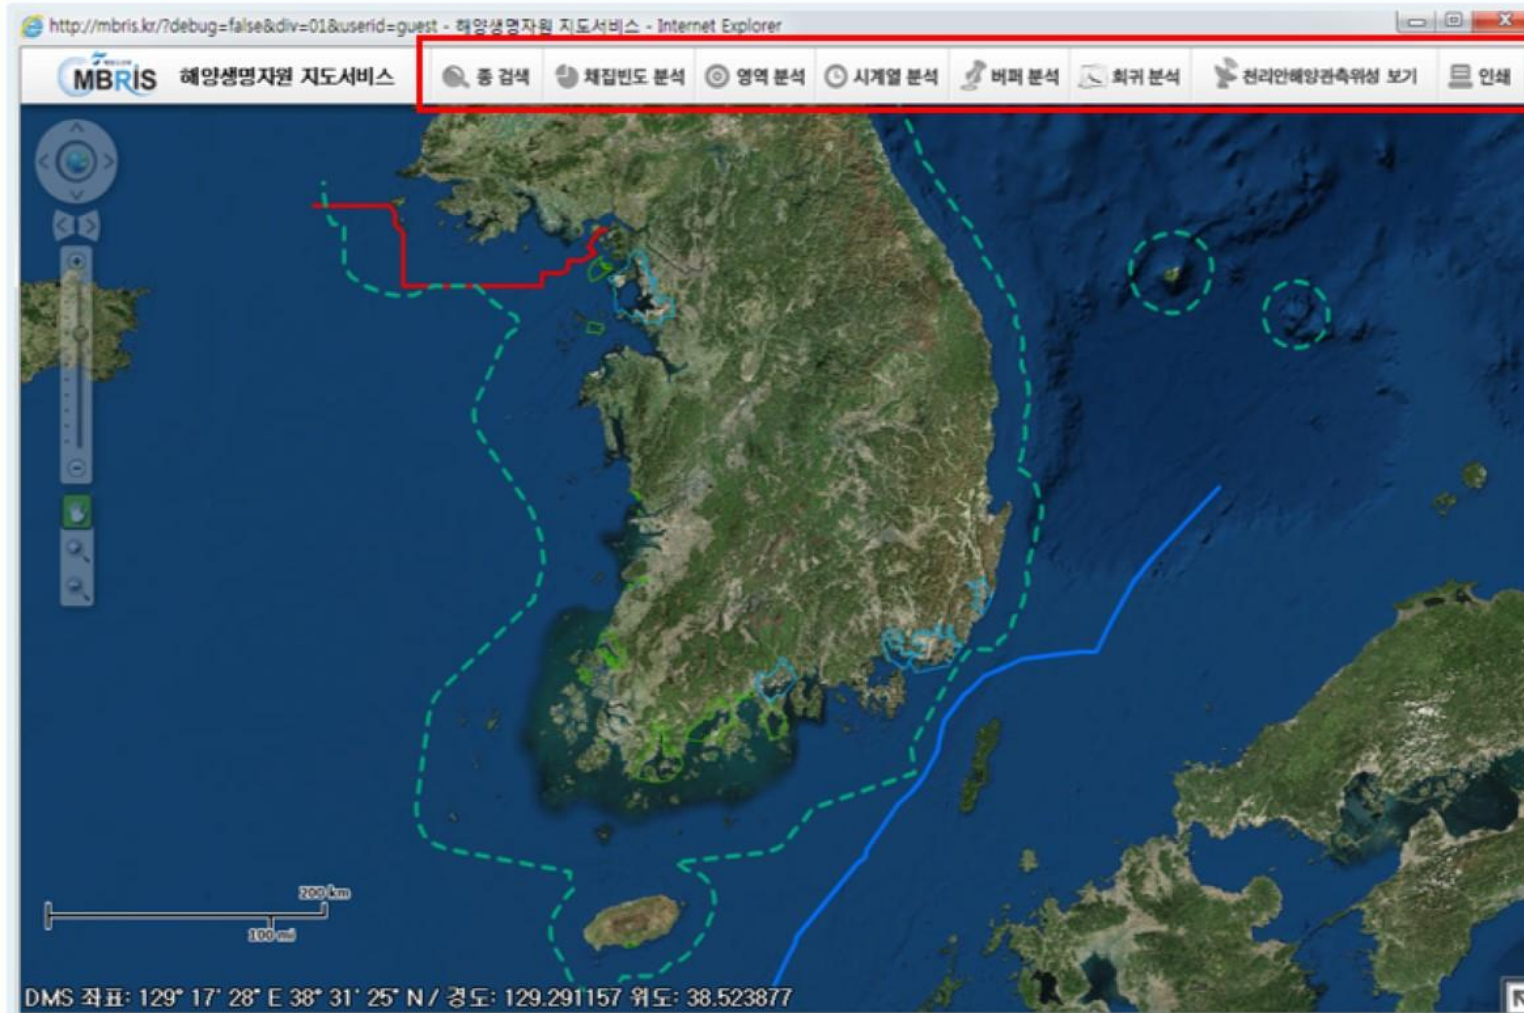 http://mbris.kr/?debug=false&div=01&userid=guest - 해양생명자원 지도서비스 - Internet Explorer
MBRIS 해양생명자원 지도서비스 종 검색 채집빈도 분석 영역 분석 시계열 분석 버퍼 분석 회귀 분석 천리안해양관측위성 보기 인쇄
200 km
100 mi
DMS 좌표: 129° 17' 28" E 38° 31' 25" N / 경도: 129.291157 위도: 38.523877